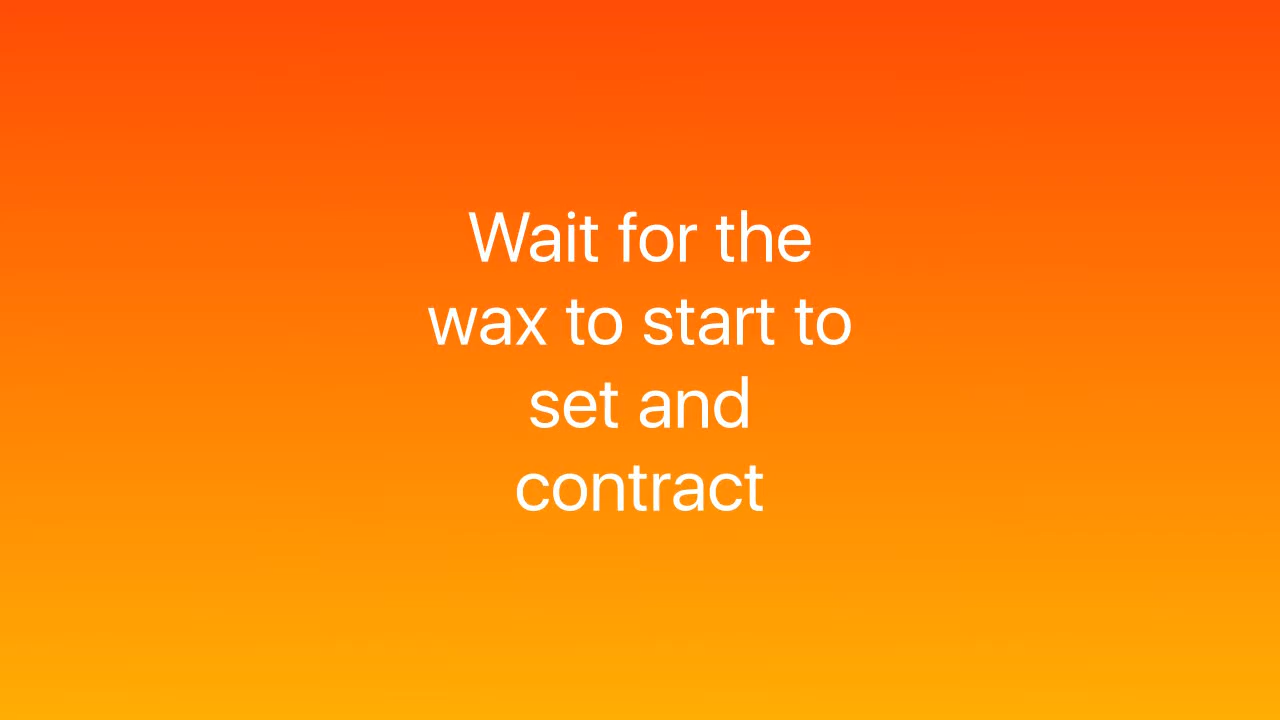 Wait for the
wax to start to
set and
contract